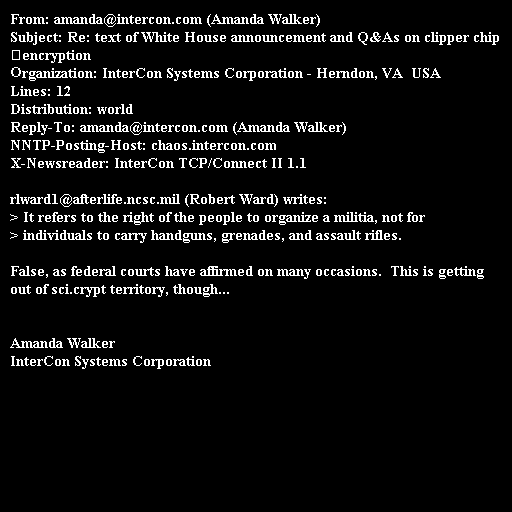 From: amanda@intercon.com (Amanda Walker)
Subject: Re: text of White House announcement and Q&As on clipper chip
encryption
Organization: InterCon Systems Corporation - Herndon, VA  USA
Lines: 12
Distribution: world
Reply-To: amanda@intercon.com (Amanda Walker)
NNTP-Posting-Host: chaos.intercon.com
X-Newsreader: InterCon TCP/Connect II 1.1

rlward1@afterlife.ncsc.mil (Robert Ward) writes:
> It refers to the right of the people to organize a militia, not for
> individuals to carry handguns, grenades, and assault rifles.

False, as federal courts have affirmed on many occasions.  This is getting
out of sci.crypt territory, though...

Amanda Walker
InterCon Systems Corporation